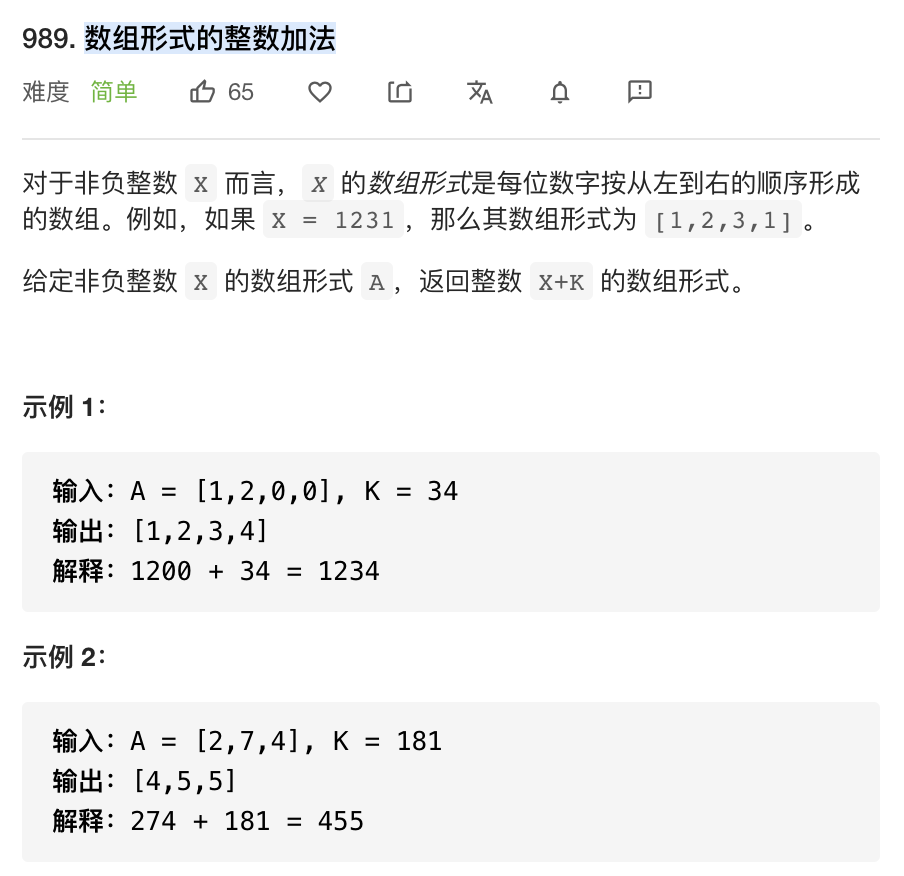 989. 数组形式的整数加法
难度 简单 65
对于非负整数 X 而言，X 的数组形式是每位数字按从左到右的顺序形成
的数组。例如，如果 X = 1231，那么其数组形式为 [1,2,3,1]。
给定非负整数 X 的数组形式 A，返回整数 X+K 的数组形式。
示例 1：
输入：A = [1,2,0,0], K = 34
输出：[1,2,3,4]
解释：1200 + 34 = 1234
示例 2：
输入：A = [2,7,4], K = 181
输出：[4,5,5]
解释：274 + 181 = 455